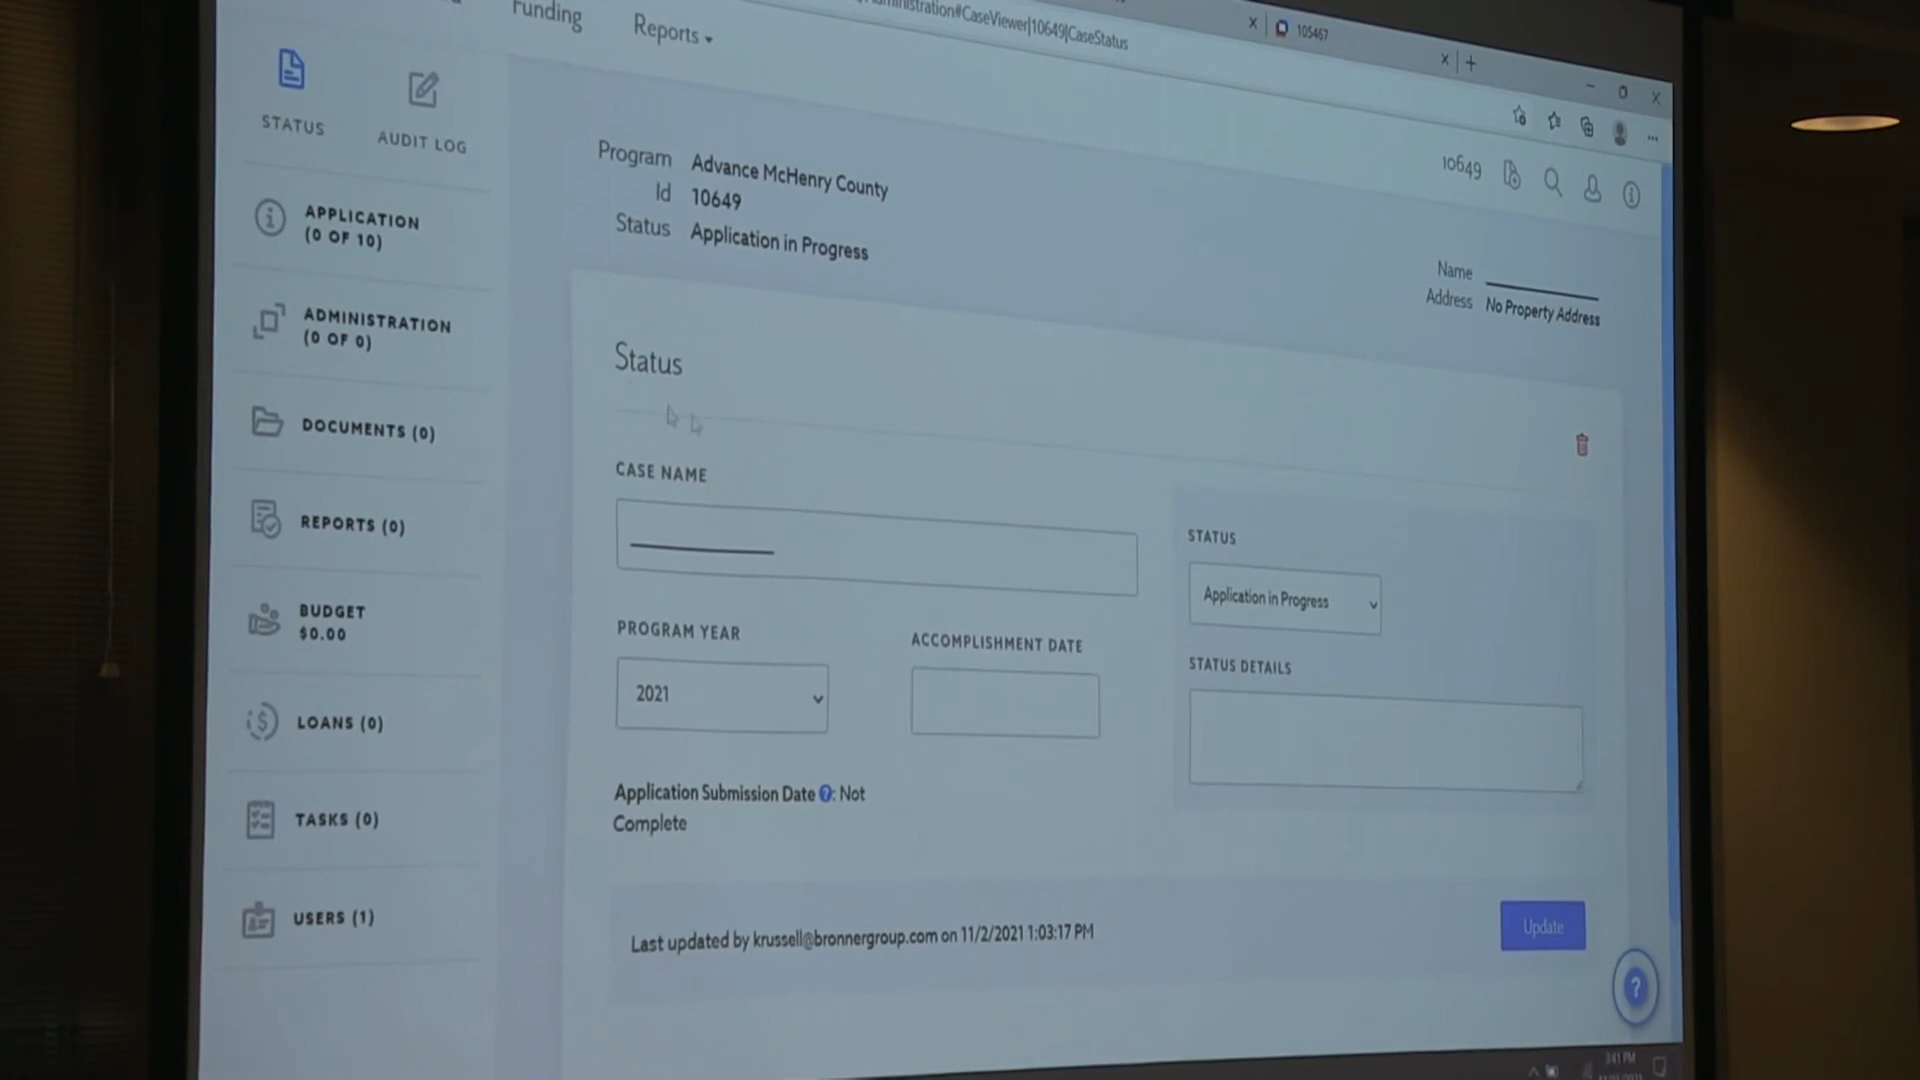 Funding
Reports
#CaseViewer|10649|CaseStatus
105467
STATUS
AUDIT LOG
10649
Program Advance McHenry County
Id 10649
Status Application in Progress
Name
Address No Property Address
APPLICATION
(0 OF 10)
ADMINISTRATION
(0 OF 0)
DOCUMENTS (0)
REPORTS (0)
BUDGET
$0.00
LOANS (0)
TASKS (0)
USERS (1)
Status
CASE NAME
STATUS
Application in Progress
PROGRAM YEAR
2021
ACCOMPLISHMENT DATE
STATUS DETAILS
Application Submission Date ?: Not
Complete
Last updated by krussell@bronnergroup.com on 11/2/2021 1:03:17 PM
Update
?
3:41 PM